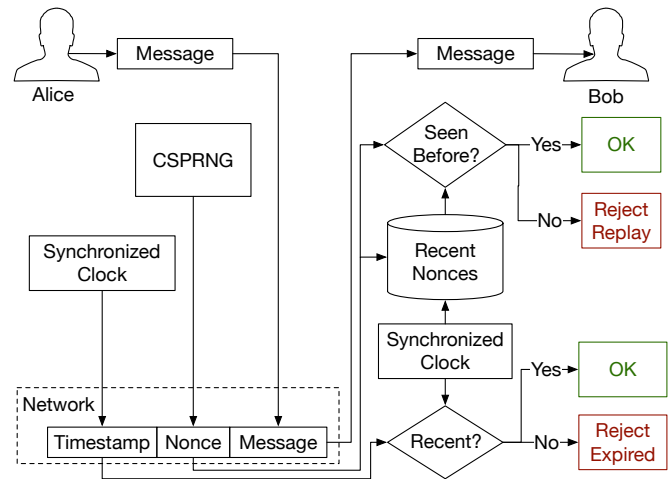 Message
Message
Alice
Bob
CSPRNG
Seen
Before?
Yes
OK
No
Reject
Replay
Synchronized
Clock
Recent
Nonces
Synchronized
Clock
Network
Timestamp
Nonce
Message
Recent?
Yes
OK
No
Reject
Expired